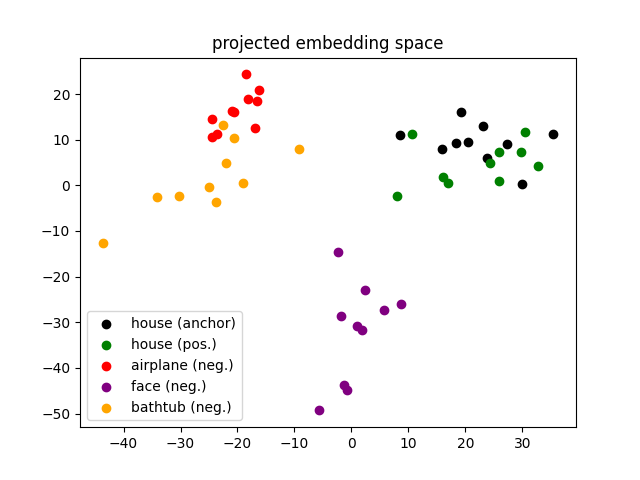 projected embedding space
20
10
0
−10
−20
−30
−40
−50
house (anchor)
house (pos.)
airplane (neg.)
face (neg.)
bathtub (neg.)
−40 −30 −20 −10 0 10 20 30